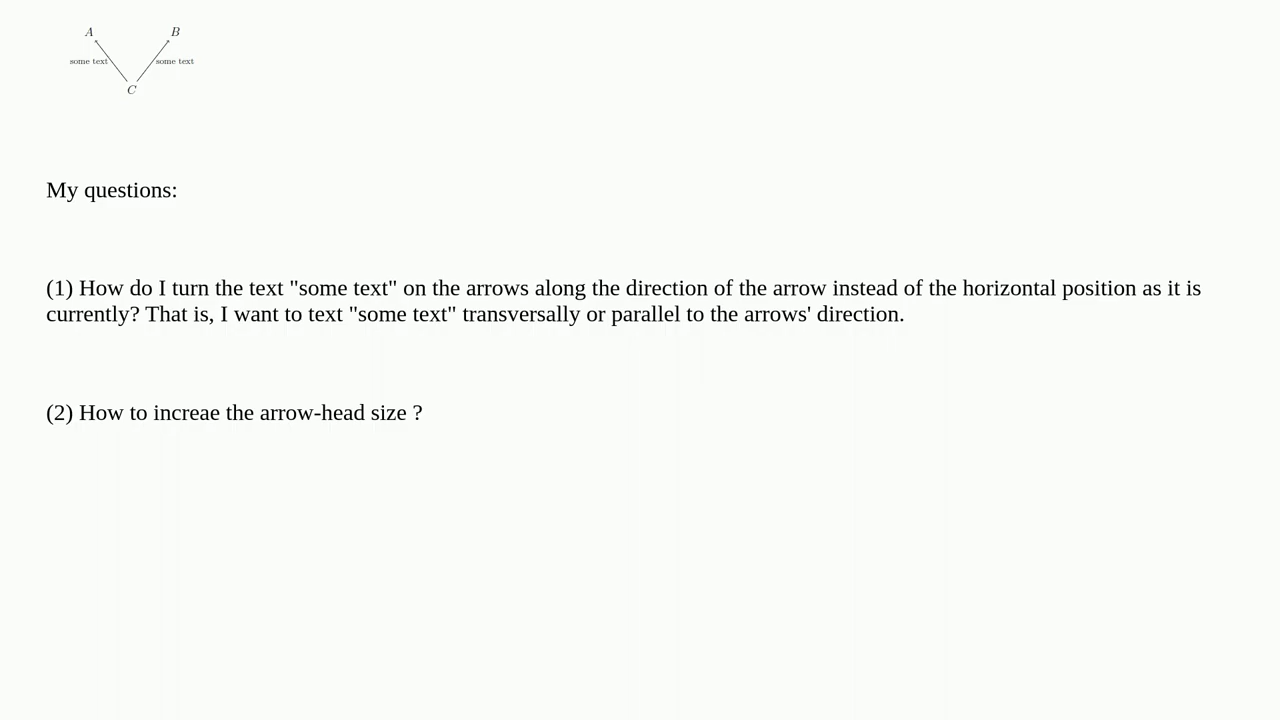 A B
some text some text
C
My questions:
(1) How do I turn the text "some text" on the arrows along the direction of the arrow instead of the horizontal position as it is
currently? That is, I want to text "some text" transversally or parallel to the arrows' direction.
(2) How to increae the arrow-head size ?